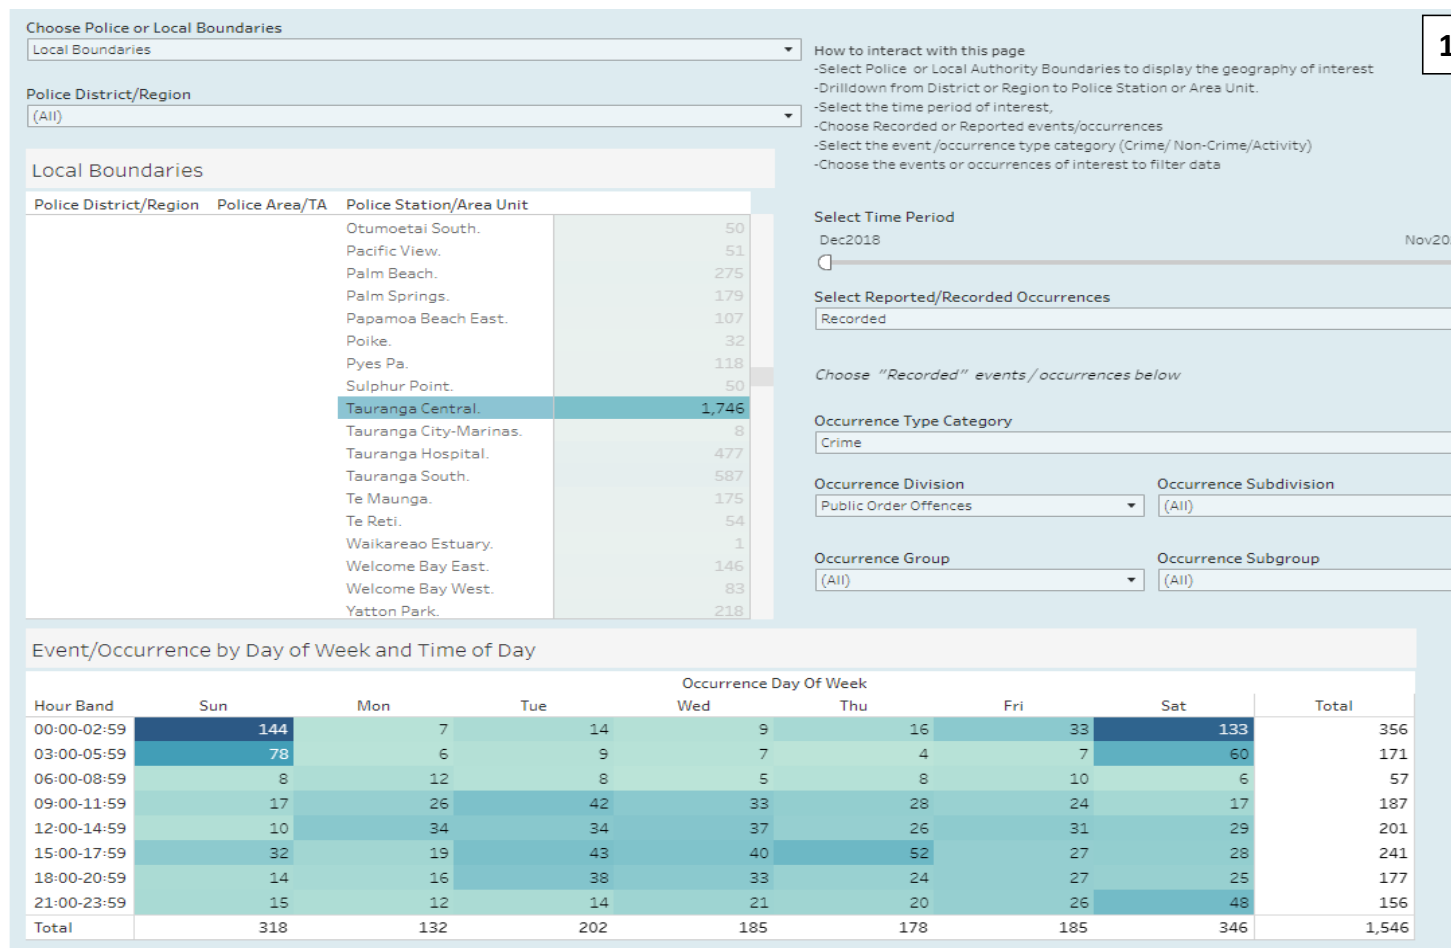 Choose Police or Local Boundaries
Local Boundaries
Police District/Region
(All)
1
How to interact with this page
-Select Police or Local Authority Boundaries to display the geography of interest
-Drilldown from District or Region to Police Station or Area Unit.
-Select the time period of interest,
-Choose Recorded or Reported events/occurrences
-Select the event /occurrence type category (Crime/ Non-Crime/Activity)
-Choose the events or occurrences of interest to filter data
Local Boundaries
Police District/Region Police Area/TA Police Station/Area Unit
Otumoetai South. 50
Pacific View. 51
Palm Beach. 275
Palm Springs. 179
Papamoa Beach East. 107
Poike. 32
Pyes Pa. 118
Sulphur Point. 50
Tauranga Central. 1,746
Tauranga City-Marinas. 8
Tauranga Hospital. 477
Tauranga South. 587
Te Maunga. 175
Te Reti. 54
Waikareao Estuary. 1
Welcome Bay East. 146
Welcome Bay West. 83
Yatton Park. 218
Select Time Period
Dec2018 Nov20
Select Reported/Recorded Occurrences
Recorded
Choose "Recorded" events / occurrences below
Occurrence Type Category
Crime
Occurrence Division Occurrence Subdivision
Public Order Offences (All)
Occurrence Group Occurrence Subgroup
(All) (All)
Event/Occurrence by Day of Week and Time of Day
Occurrence Day Of Week
Hour Band Sun Mon Tue Wed Thu Fri Sat Total
00:00-02:59 144 7 14 9 16 33 133 356
03:00-05:59 78 6 9 7 4 7 60 171
06:00-08:59 8 12 8 5 8 10 6 57
09:00-11:59 17 26 42 33 28 24 17 187
12:00-14:59 10 34 34 37 26 31 29 201
15:00-17:59 32 19 43 40 52 27 28 241
18:00-20:59 14 16 38 33 24 27 25 177
21:00-23:59 15 12 14 21 20 26 48 156
Total 318 132 202 185 178 185 346 1,546